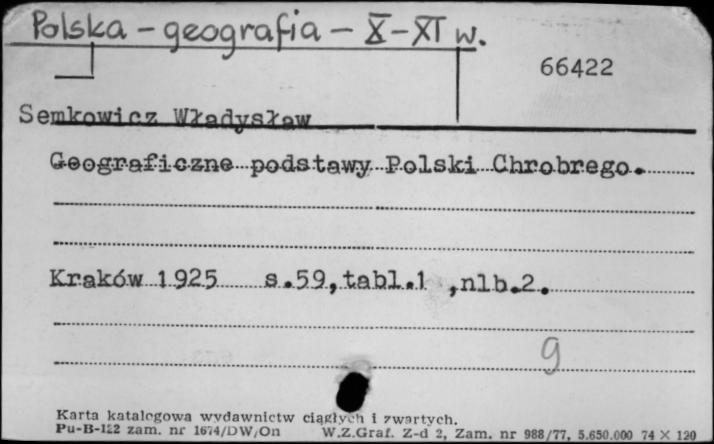 Polska - geografia - X-XI w.
66422
Semkowicz Władysław
Geograficzne podstawy Polski Chrobrego.
Kraków 1925 s.59,tabl.1 ,nlb.2.
g
Karta katalogowa wydawnictw ciągłych i zwartych.
Pu-B-122 zam. nr 1674/DW/On W.Z.Graf. Z-d 2, Zam. nr 988/77, 5.650.000 74 X 120